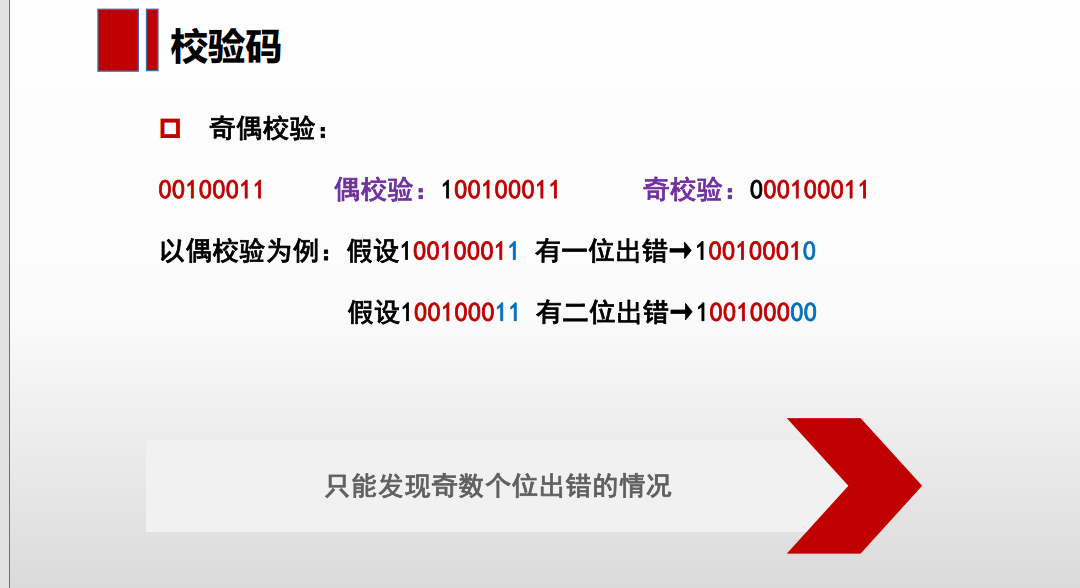 校验码
奇偶校验：
00100011 偶校验：100100011 奇校验：000100011
以偶校验为例：假设100100011 有一位出错→100100010
假设100100011 有二位出错→100100000
只能发现奇数个位出错的情况